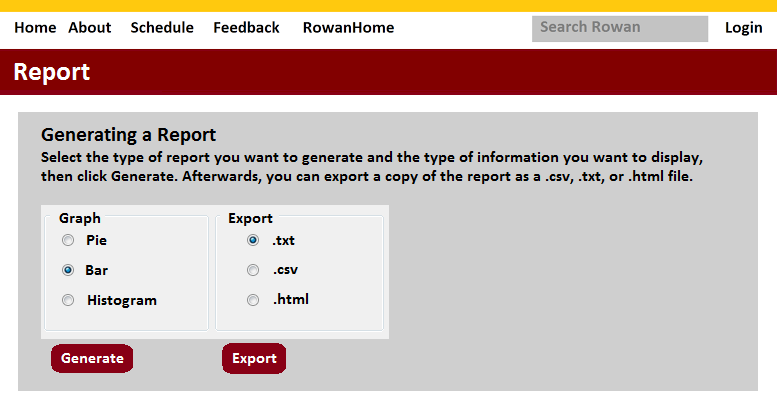 Home About Schedule Feedback RowanHome Search Rowan Login
Report
Generating a Report
Select the type of report you want to generate and the type of information you want to display,
then click Generate. Afterwards, you can export a copy of the report as a .csv, .txt, or .html file.
Graph Export
Pie .txt
Bar .csv
Histogram .html
Generate Export